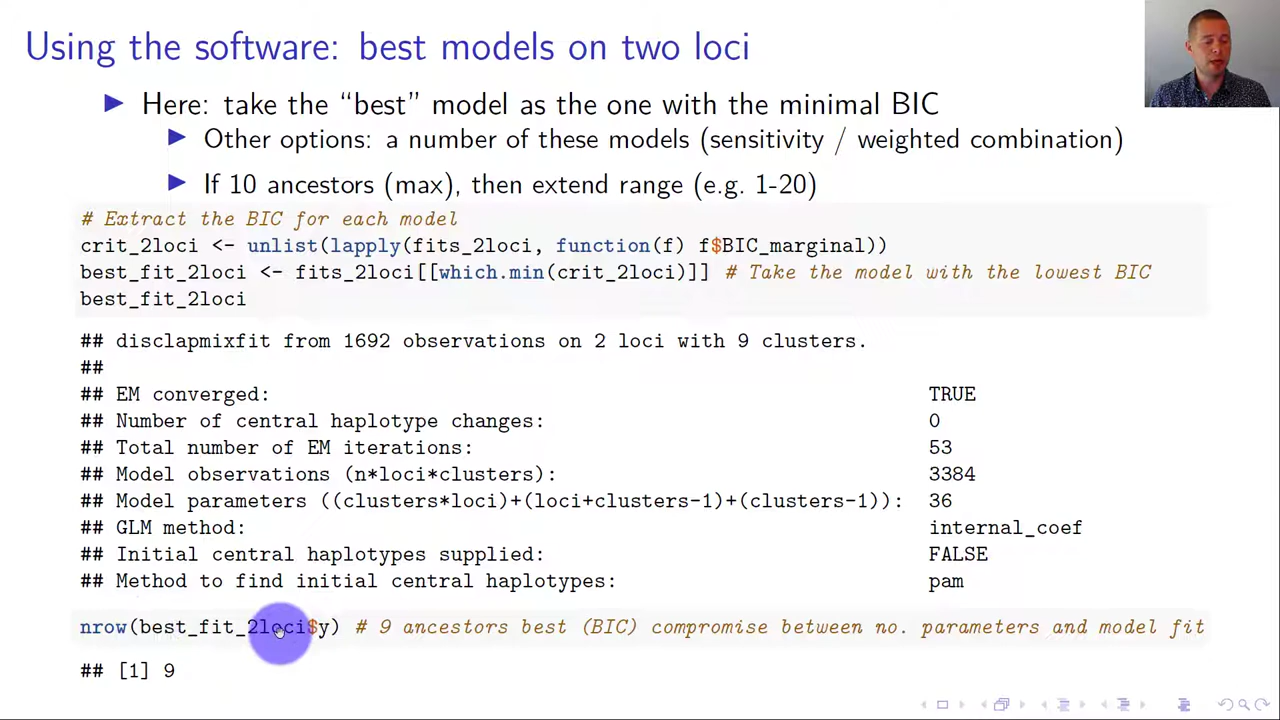 Using the software: best models on two loci
Here: take the “best” model as the one with the minimal BIC
Other options: a number of these models (sensitivity / weighted combination)
If 10 ancestors (max), then extend range (e.g. 1-20)
# Extract the BIC for each model
crit_2loci <- unlist(lapply(fits_2loci, function(f) f$BIC_marginal))
best_fit_2loci <- fits_2loci[[which.min(crit_2loci)]] # Take the model with the lowest BIC
best_fit_2loci
## disclapmixfit from 1692 observations on 2 loci with 9 clusters.
##
## EM converged: TRUE
## Number of central haplotype changes: 0
## Total number of EM iterations: 53
## Model observations (n*loci*clusters): 3384
## Model parameters ((clusters*loci)+(loci+clusters-1)+(clusters-1)): 36
## GLM method: internal_coef
## Initial central haplotypes supplied: FALSE
## Method to find initial central haplotypes: pam
nrow(best_fit_2loci$y) # 9 ancestors best (BIC) compromise between no. parameters and model fit
## [1] 9